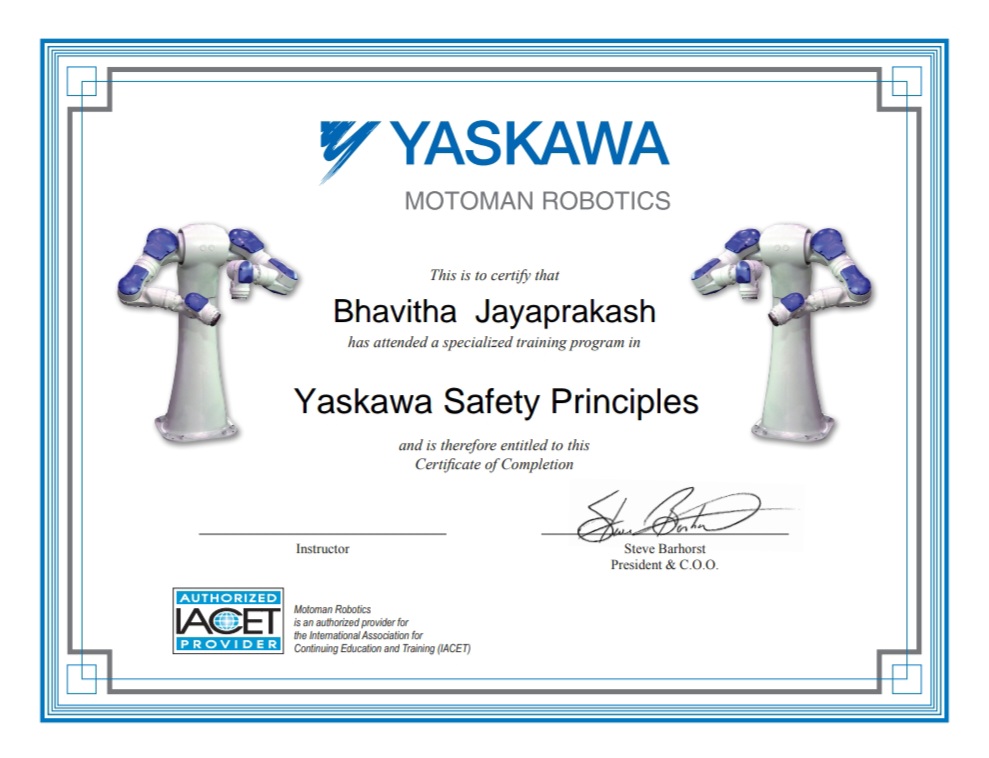 YASKAWA
MOTOMAN ROBOTICS
This is to certify that
Bhavitha Jayaprakash
has attended a specialized training program in
Yaskawa Safety Principles
and is therefore entitled to this
Certificate of Completion
Steve Barhorst
Instructor
Steve Barhorst
President & C.O.O.
AUTHORIZED
IACET
PROVIDER
Motoman Robotics
is an authorized provider for
the International Association for
Continuing Education and Training (IACET)